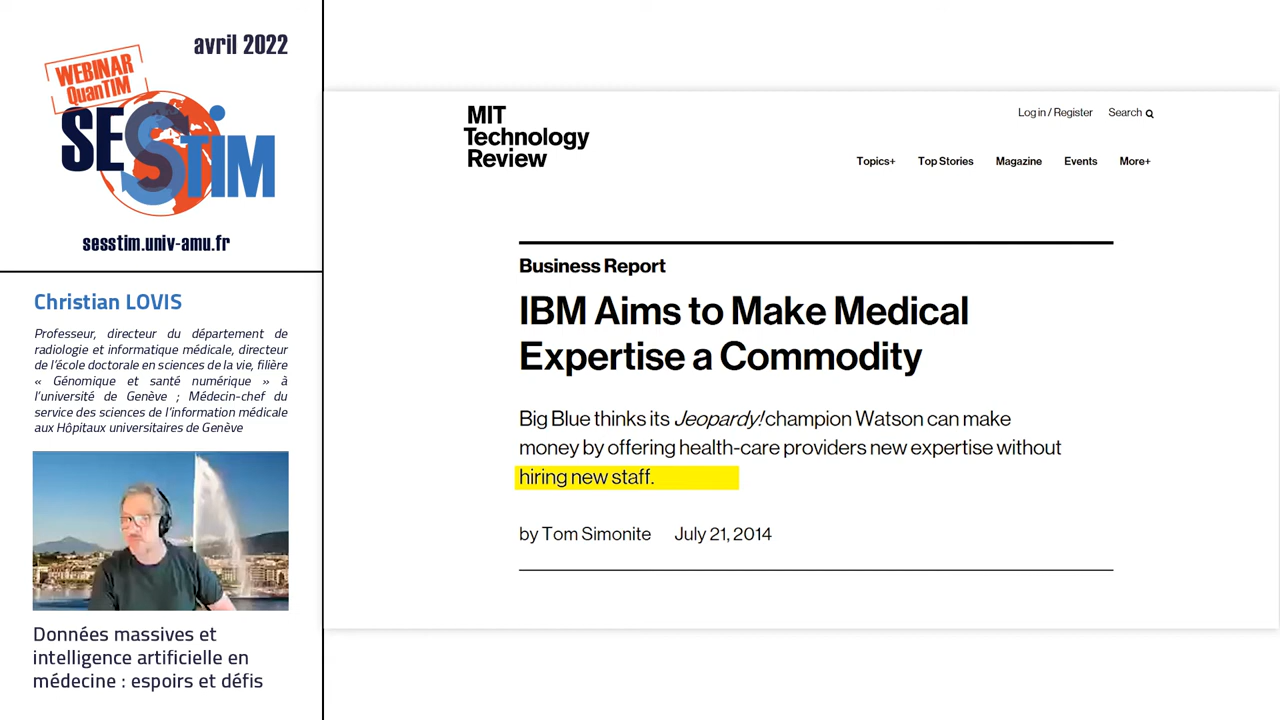 avril 2022
WEBINAR
QuanTIM
SESSTIM
sesstim.univ-amu.fr
Christian LOVIS
Professeur, directeur du département de
radiologie et informatique médicale, directeur
de l'école doctorale en sciences de la vie, filière
« Génomique et santé numérique » à
l'université de Genève ; Médecin-chef du
service des sciences de l'information médicale
aux Hôpitaux universitaires de Genève
Données massives et
intelligence artificielle en
médecine : espoirs et défis
MIT
Technology
Review
Log in / Register Search
Topics+ Top Stories Magazine Events More+
Business Report
IBM Aims to Make Medical
Expertise a Commodity
Big Blue thinks its Jeopardy! champion Watson can make
money by offering health-care providers new expertise without
hiring new staff.
by Tom Simonite July 21, 2014